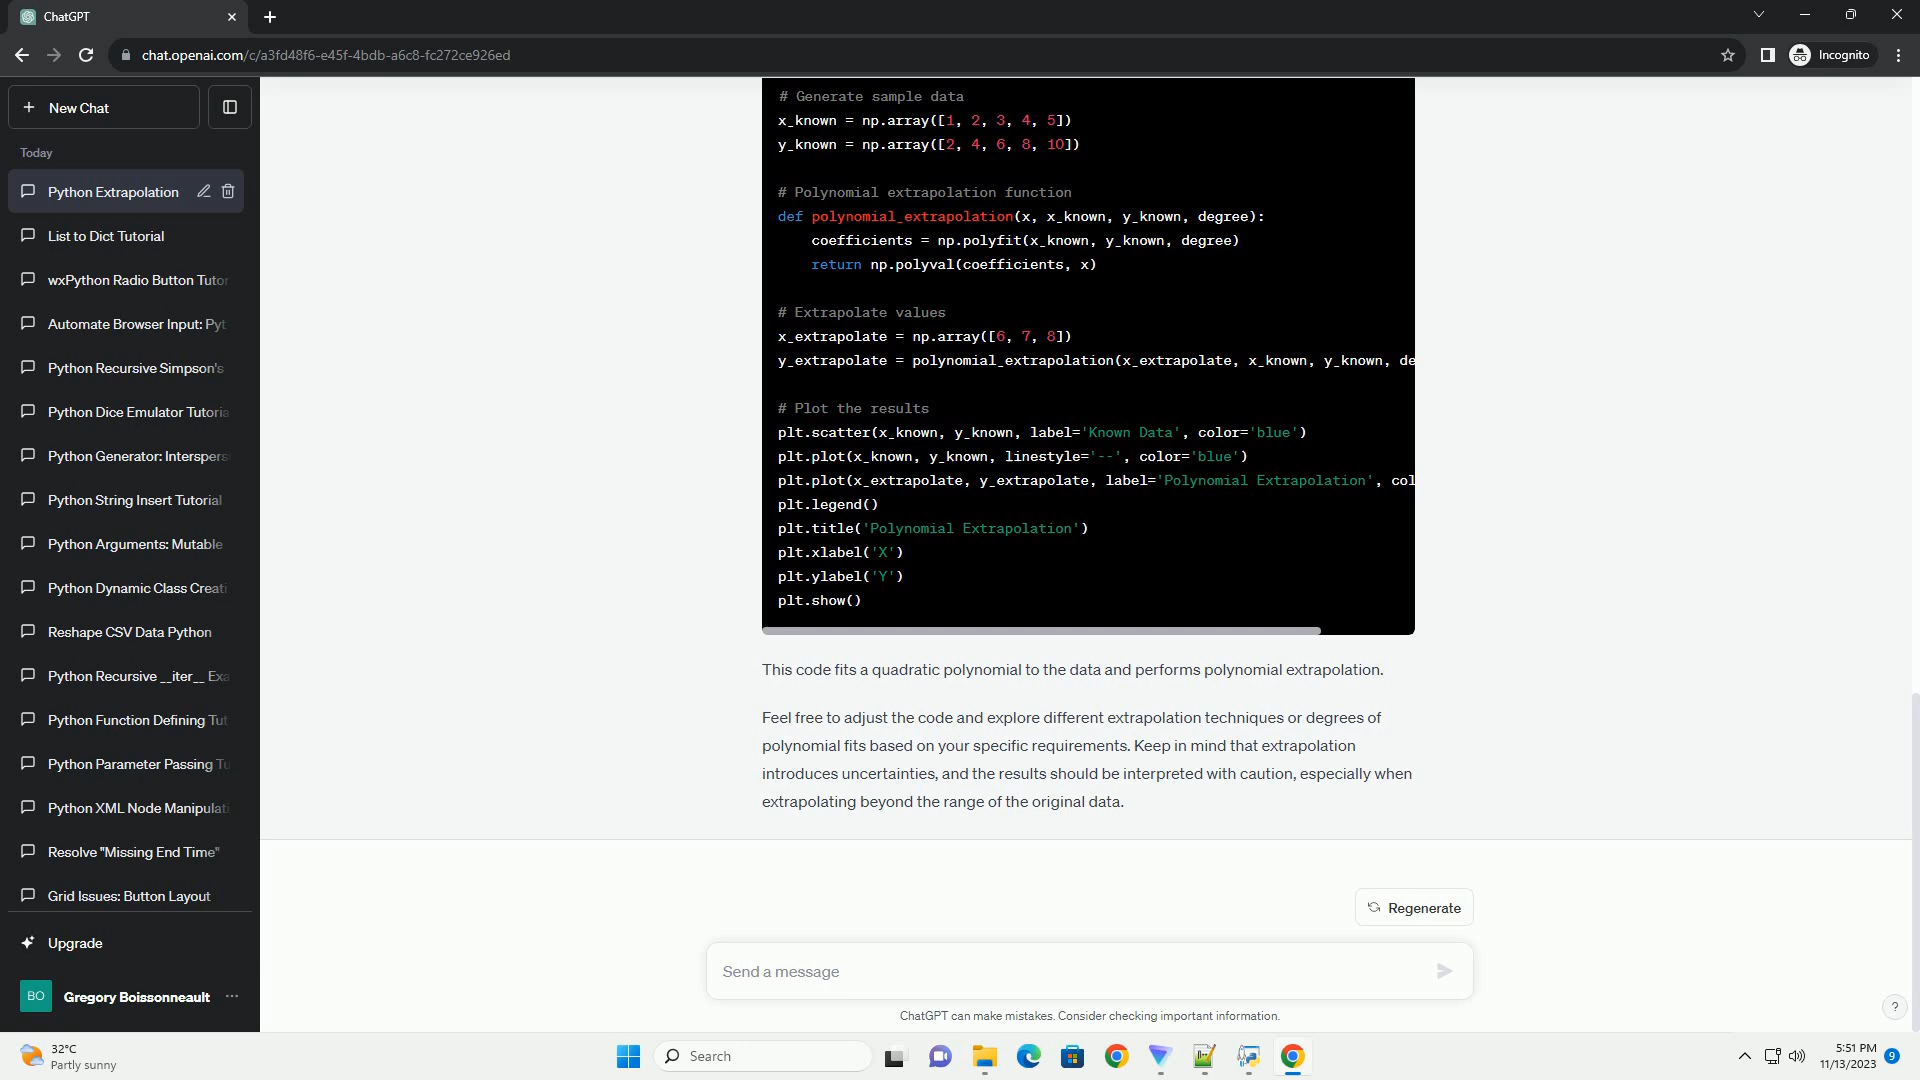 ChatGPT
chat.openai.com/c/a3fd48f6-e45f-4bdb-a6c8-fc272ce926ed
Incognito
New Chat
Today
Python Extrapolation
List to Dict Tutorial
wxPython Radio Button Tutor
Automate Browser Input: Pyt
Python Recursive Simpson's
Python Dice Emulator Tutoria
Python Generator: Interspers
Python String Insert Tutorial
Python Arguments: Mutable
Python Dynamic Class Creati
Reshape CSV Data Python
Python Recursive __iter__ Exa
Python Function Defining Tut
Python Parameter Passing Tu
Python XML Node Manipulati
Resolve "Missing End Time"
Grid Issues: Button Layout
Upgrade
BO Gregory Boissonneault
# Generate sample data
x_known = np.array([1, 2, 3, 4, 5])
y_known = np.array([2, 4, 6, 8, 10])
# Polynomial extrapolation function
def polynomial_extrapolation(x, x_known, y_known, degree):
    coefficients = np.polyfit(x_known, y_known, degree)
    return np.polyval(coefficients, x)
# Extrapolate values
x_extrapolate = np.array([6, 7, 8])
y_extrapolate = polynomial_extrapolation(x_extrapolate, x_known, y_known, de
# Plot the results
plt.scatter(x_known, y_known, label='Known Data', color='blue')
plt.plot(x_known, y_known, linestyle='--', color='blue')
plt.plot(x_extrapolate, y_extrapolate, label='Polynomial Extrapolation', col
plt.legend()
plt.title('Polynomial Extrapolation')
plt.xlabel('X')
plt.ylabel('Y')
plt.show()
This code fits a quadratic polynomial to the data and performs polynomial extrapolation.
Feel free to adjust the code and explore different extrapolation techniques or degrees of
polynomial fits based on your specific requirements. Keep in mind that extrapolation
introduces uncertainties, and the results should be interpreted with caution, especially when
extrapolating beyond the range of the original data.
Regenerate
Send a message
ChatGPT can make mistakes. Consider checking important information.
?
32°C
Partly sunny
Search
5:51 PM
11/13/2023
9